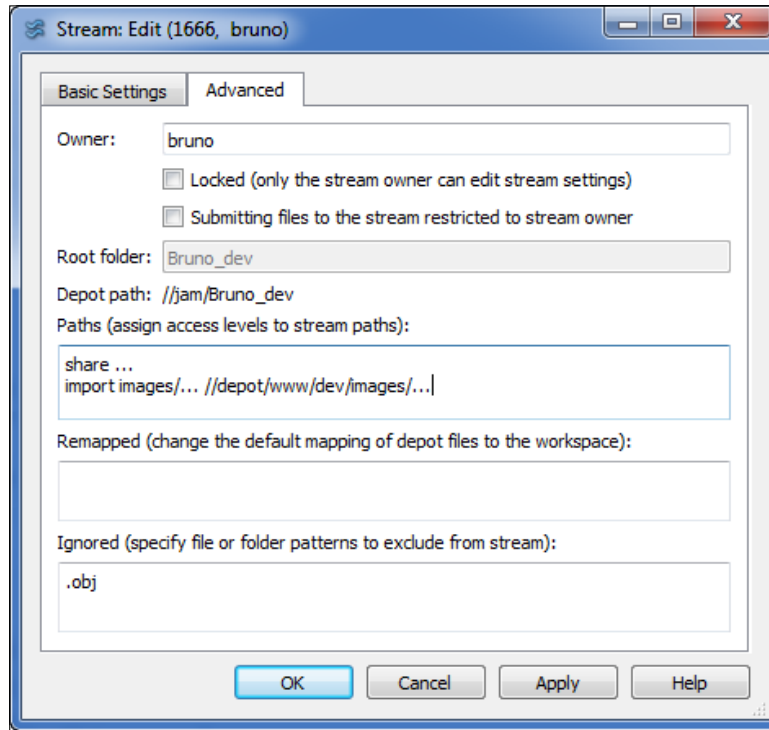 Stream: Edit (1666, bruno)
Basic Settings
Advanced
Owner:
bruno
Locked (only the stream owner can edit stream settings)
Submitting files to the stream restricted to stream owner
Root folder:
Bruno_dev
Depot path: //jam/Bruno_dev
Paths (assign access levels to stream paths):
share ...
import images/... //depot/www/dev/images/...
Remapped (change the default mapping of depot files to the workspace):
Ignored (specify file or folder patterns to exclude from stream):
.obj
OK
Cancel
Apply
Help